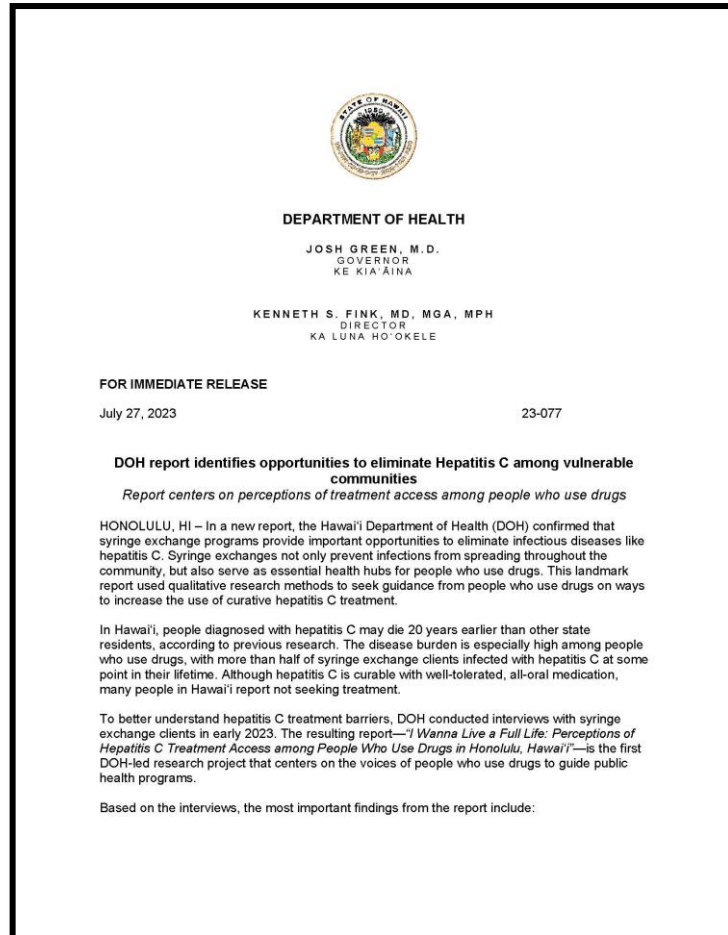 STATE OF HAWAII
1959
DEPARTMENT OF HEALTH
JOSH GREEN, M.D.
GOVERNOR
KE KIAʻĀINA
KENNETH S. FINK, MD, MGA, MPH
DIRECTOR
KA LUNA HOʻOKELE
FOR IMMEDIATE RELEASE
July 27, 2023 23-077
DOH report identifies opportunities to eliminate Hepatitis C among vulnerable
communities
Report centers on perceptions of treatment access among people who use drugs
HONOLULU, HI – In a new report, the Hawaiʻi Department of Health (DOH) confirmed that
syringe exchange programs provide important opportunities to eliminate infectious diseases like
hepatitis C. Syringe exchanges not only prevent infections from spreading throughout the
community, but also serve as essential health hubs for people who use drugs. This landmark
report used qualitative research methods to seek guidance from people who use drugs on ways
to increase the use of curative hepatitis C treatment.
In Hawaiʻi, people diagnosed with hepatitis C may die 20 years earlier than other state
residents, according to previous research. The disease burden is especially high among people
who use drugs, with more than half of syringe exchange clients infected with hepatitis C at some
point in their lifetime. Although hepatitis C is curable with well-tolerated, all-oral medication,
many people in Hawaiʻi report not seeking treatment.
To better understand hepatitis C treatment barriers, DOH conducted interviews with syringe
exchange clients in early 2023. The resulting report—“I Wanna Live a Full Life: Perceptions of
Hepatitis C Treatment Access among People Who Use Drugs in Honolulu, Hawaiʻi”—is the first
DOH-led research project that centers on the voices of people who use drugs to guide public
health programs.
Based on the interviews, the most important findings from the report include: